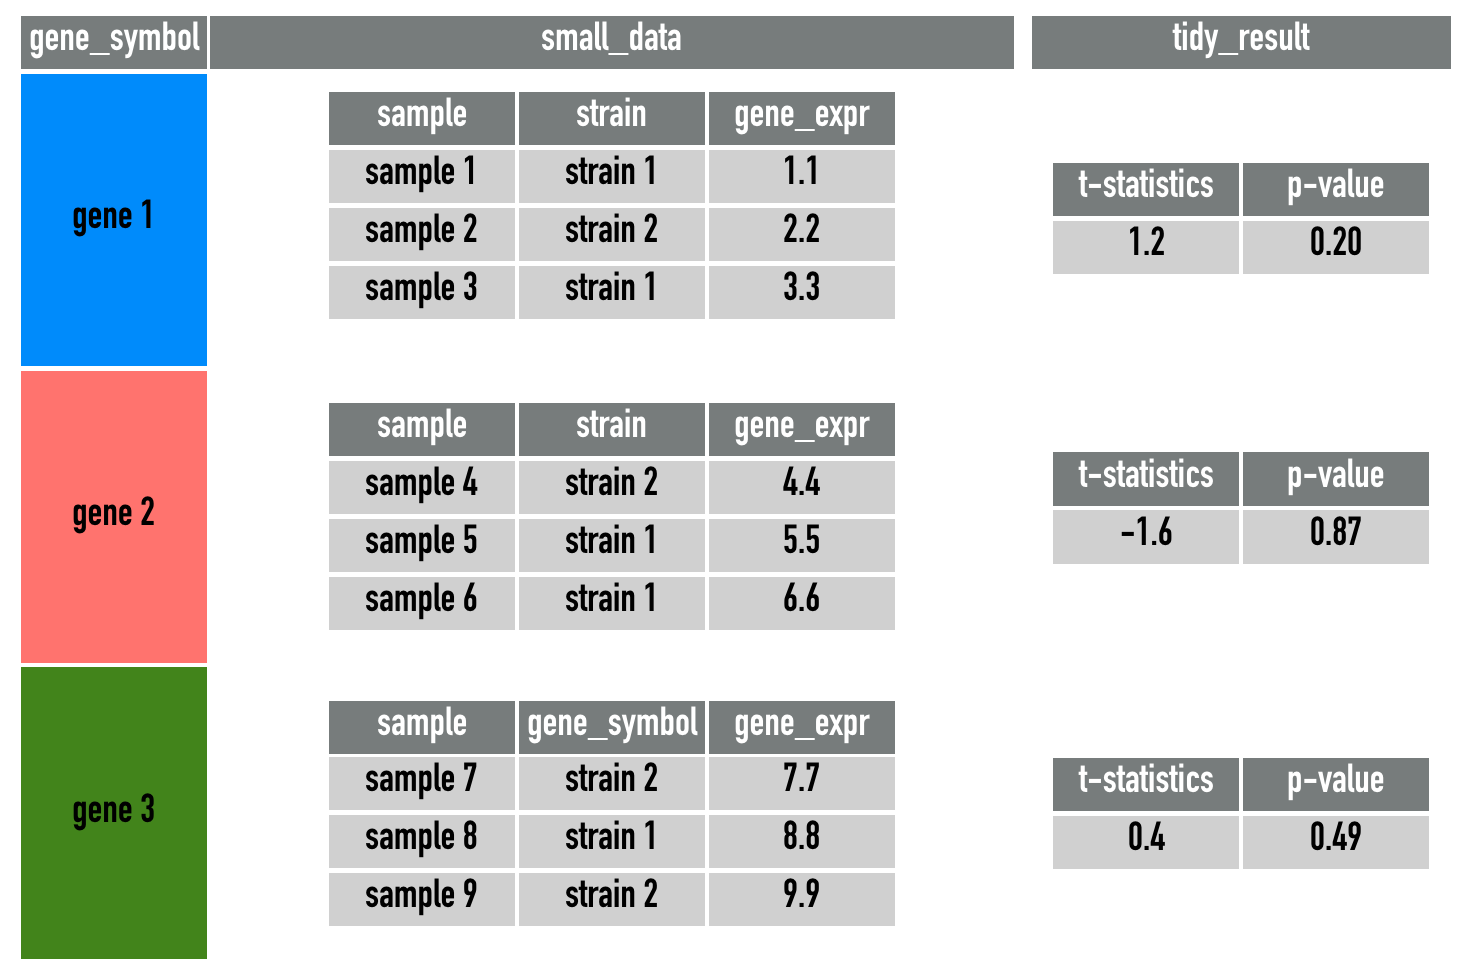 gene_symbol small_data tidy_result
gene 1
sample strain gene_expr
sample 1 strain 1 1.1
sample 2 strain 2 2.2
sample 3 strain 1 3.3
t-statistics p-value
1.2 0.20
gene 2
sample strain gene_expr
sample 4 strain 2 4.4
sample 5 strain 1 5.5
sample 6 strain 1 6.6
t-statistics p-value
-1.6 0.87
gene 3
sample gene_symbol gene_expr
sample 7 strain 2 7.7
sample 8 strain 1 8.8
sample 9 strain 2 9.9
t-statistics p-value
0.4 0.49